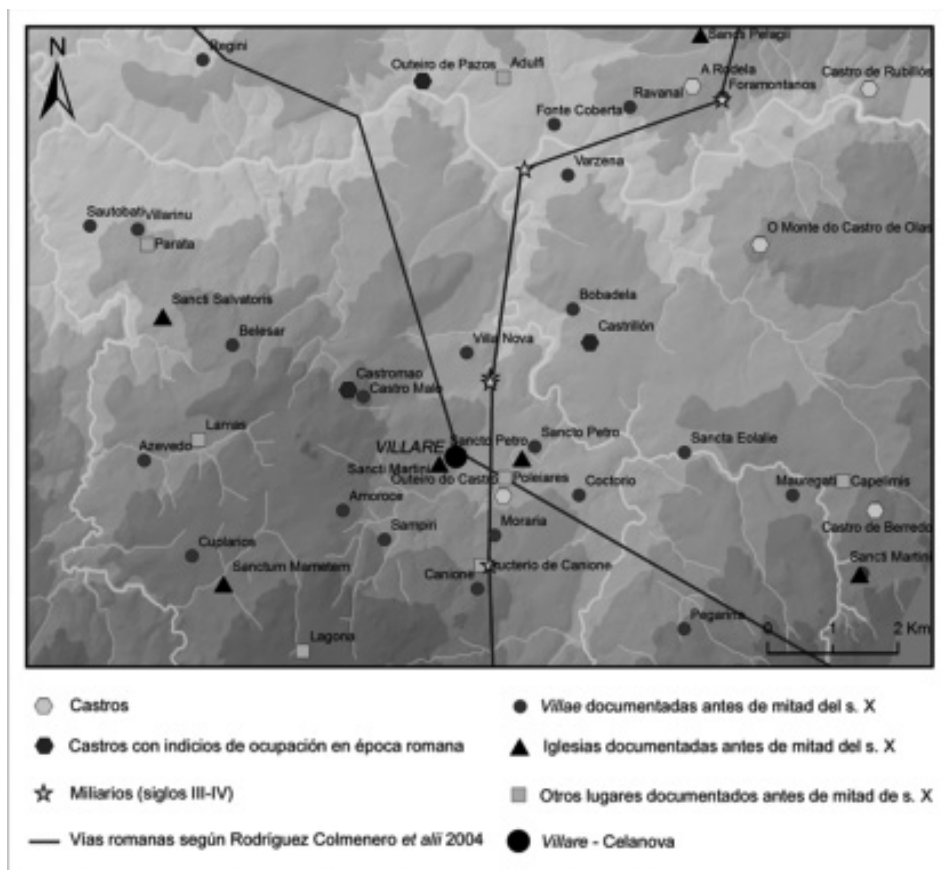 Sancti Pelagii
N
Regini
Outeiro de Pazos
Adulfi
A Rodela
Castro de Rubillós
Foramontanos
Ravanal
Fonte Coberta
Varzena
Sautobati
Villarinu
Parata
O Monte do Castro de Olas
Sancti Salvatoris
Bobadela
Belesar
Castrillón
Villa Nova
Castromao
Castro Malo
Lamas
VILLARE
Sancto Petro
Sancto Petro
Sancta Eolalie
Azevedo
Sancti Martini
Outeiro do Castro
Poleiares
Coctorio
Mauregati
Capelimis
Amoroce
Castro de Berredo
Sampiri
Moraria
Cuplarios
Sanctum Mametem
Canione
Aucterio de Canione
Sancti Martini
Lagona
Pegarina
0 1 2 Km
Castros
Villae documentadas antes de mitad del s. X
Castros con indicios de ocupación en época romana
Iglesias documentadas antes de mitad del s. X
Miliarios (siglos III-IV)
Otros lugares documentados antes de mitad de s. X
Vías romanas según Rodríguez Colmenero et alii 2004
Villare - Celanova